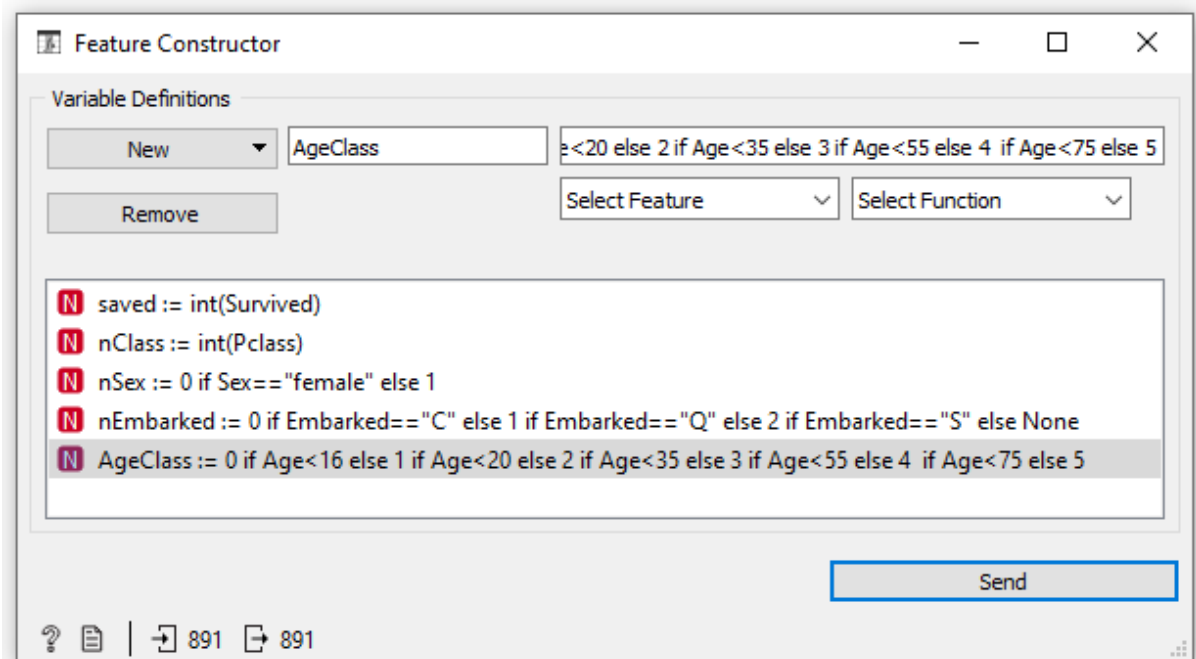 Feature Constructor
Variable Definitions
New AgeClass e<20 else 2 if Age<35 else 3 if Age<55 else 4  if Age<75 else 5
Remove Select Feature Select Function
N saved := int(Survived)
N nClass := int(Pclass)
N nSex := 0 if Sex=="female" else 1
N nEmbarked := 0 if Embarked=="C" else 1 if Embarked=="Q" else 2 if Embarked=="S" else None
N AgeClass := 0 if Age<16 else 1 if Age<20 else 2 if Age<35 else 3 if Age<55 else 4  if Age<75 else 5
Send
? 891 891